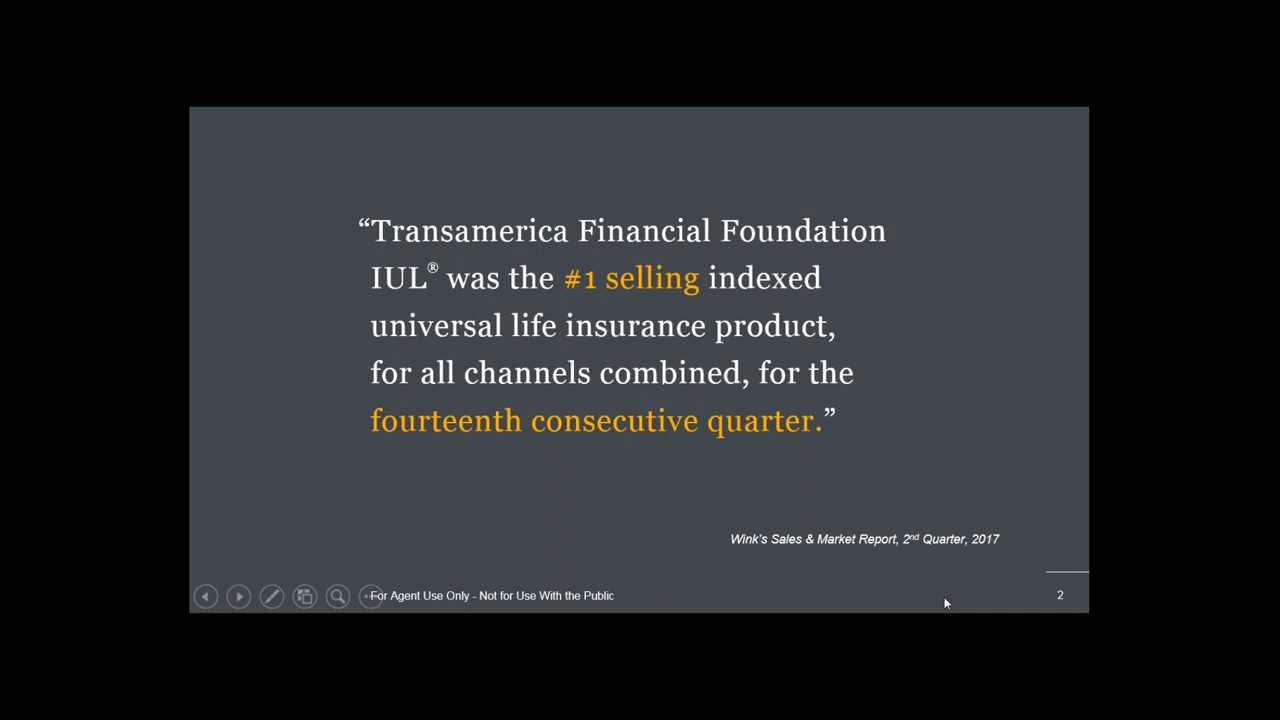 “Transamerica Financial Foundation
IUL® was the #1 selling indexed
universal life insurance product,
for all channels combined, for the
fourteenth consecutive quarter.”
Wink's Sales & Market Report, 2nd Quarter, 2017
For Agent Use Only - Not for Use With the Public
2